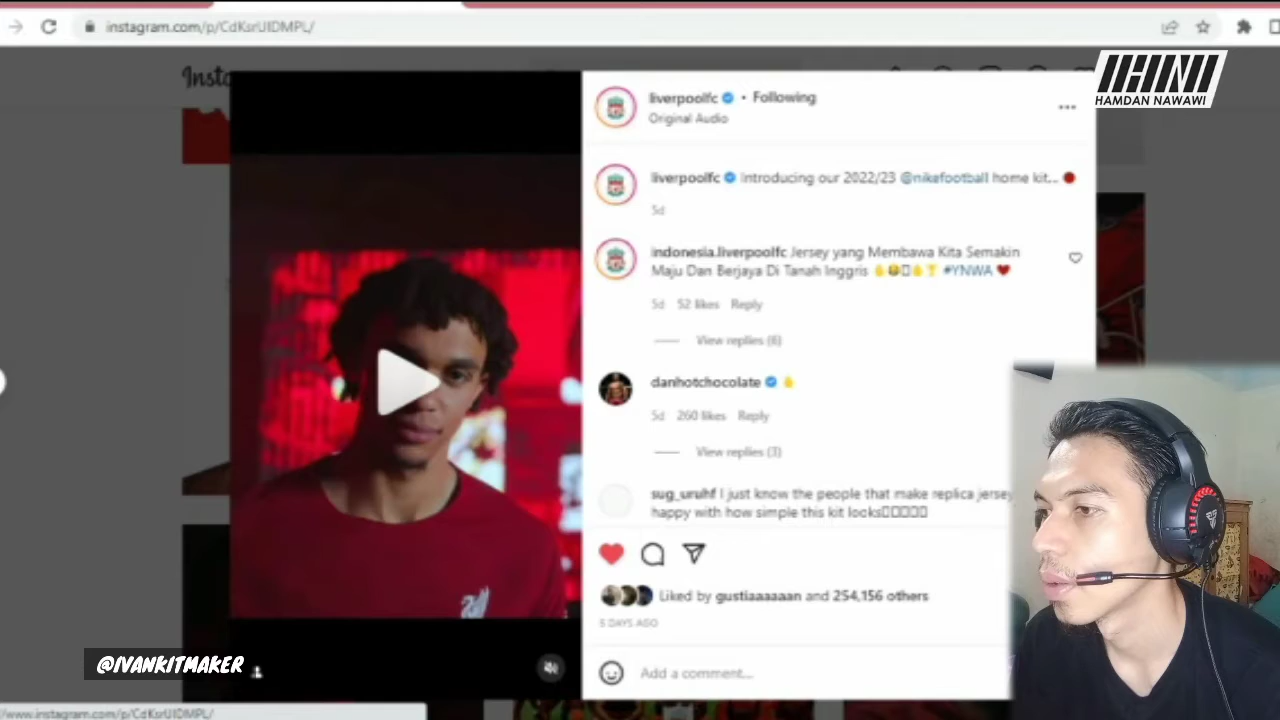 instagram.com/p/CdKsrUIDMPL/
Insta
IHINI
HAMDAN NAWAWI
liverpoolfc • Following
Original Audio
liverpoolfc Introducing our 2022/23 @nikefootball home kit...
5d
indonesia.liverpoolfc Jersey yang Membawa Kita Semakin
Maju Dan Berjaya Di Tanah Inggris #YNWA
5d 52 likes Reply
View replies (6)
danhotchocolate
5d 260 likes Reply
View replies (3)
sug_uruhf I just know the people that make replica jersey
happy with how simple this kit looks
Liked by gustiaaaaaan and 254,156 others
5 DAYS AGO
Add a comment...
@IVANKITMAKER
/www.instagram.com/p/CdKsrUIDMPL/